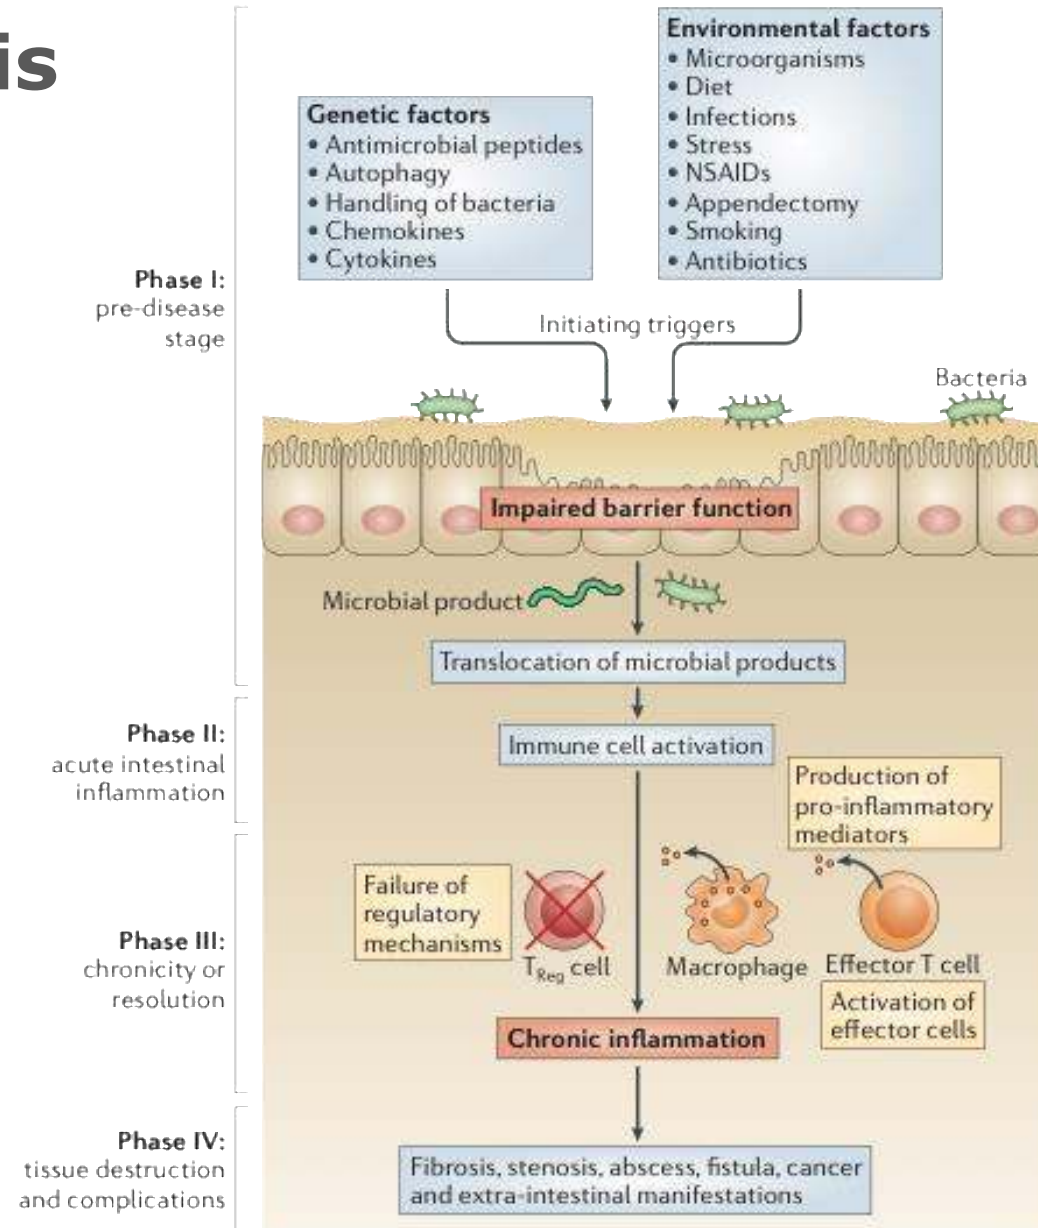 is
Environmental factors
• Microorganisms
• Diet
• Infections
• Stress
• NSAIDs
• Appendectomy
• Smoking
• Antibiotics
Genetic factors
• Antimicrobial peptides
• Autophagy
• Handling of bacteria
• Chemokines
• Cytokines
Phase I:
pre-disease
stage
Initiating triggers
Bacteria
Impaired barrier function
Microbial product
Translocation of microbial products
Phase II:
acute intestinal
inflammation
Immune cell activation
Production of
pro-inflammatory
mediators
Failure of
regulatory
mechanisms
TReg cell
Macrophage
Effector T cell
Activation of
effector cells
Phase III:
chronicity or
resolution
Chronic inflammation
Phase IV:
tissue destruction
and complications
Fibrosis, stenosis, abscess, fistula, cancer
and extra-intestinal manifestations